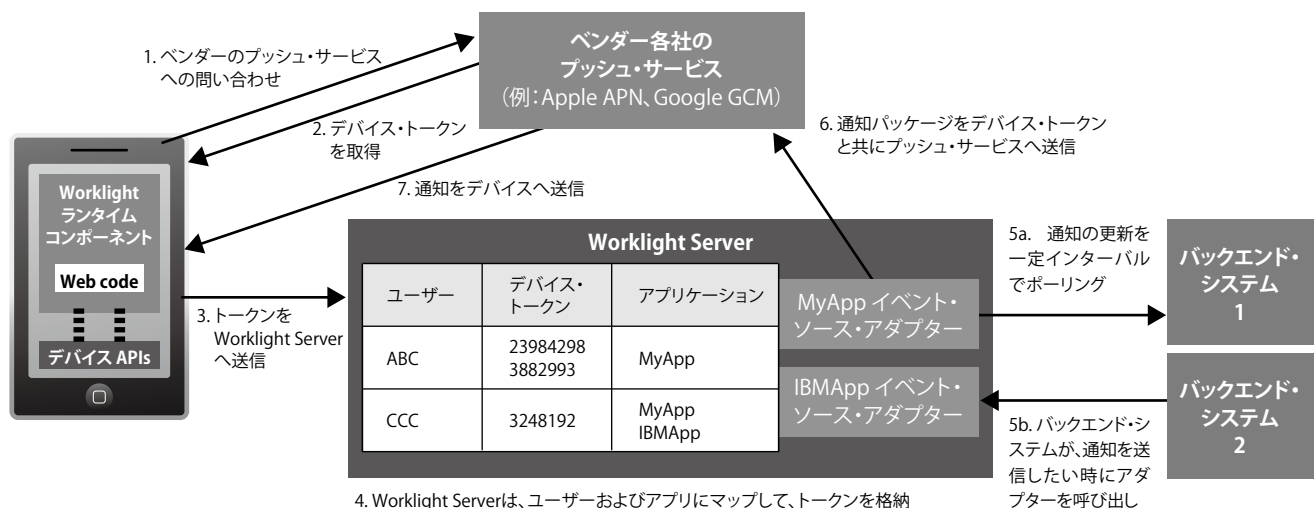 ベンダー各社の
プッシュ・サービス
(例:Apple APN、Google GCM)
1. ベンダーのプッシュ・サービス
への問い合わせ
2. デバイス・トークン
を取得
7. 通知をデバイスへ送信
6. 通知パッケージをデバイス・トークン
と共にプッシュ・サービスへ送信
Worklight
ランタイム
コンポーネント
Web code
デバイス APIs
3. トークンを
Worklight Server
へ送信
Worklight Server
ユーザー
デバイス・
トークン
アプリケーション
ABC
23984298
3882993
MyApp
CCC
3248192
MyApp
IBMApp
MyApp イベント・
ソース・アダプター
IBMApp イベント・
ソース・アダプター
5a. 通知の更新を
一定インターバル
でポーリング
バックエンド・
システム
1
バックエンド・
システム
2
5b. バックエンド・シ
ステムが、通知を送
信したい時にアダ
プターを呼び出し
4. Worklight Serverは、ユーザーおよびアプリにマップして、トークンを格納